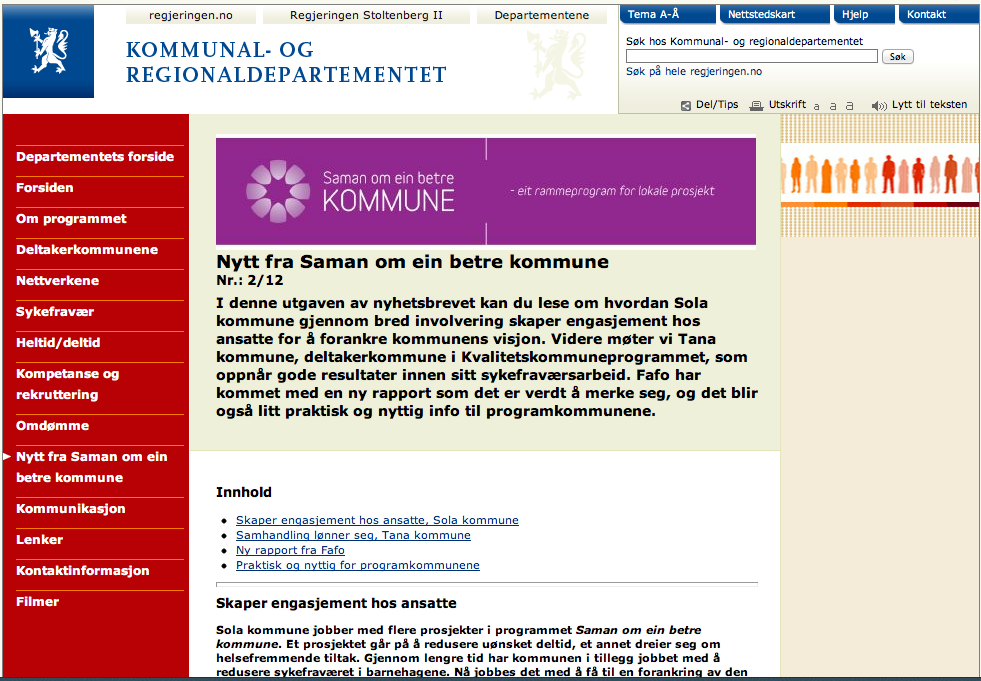 regjeringen.no
Regjeringen Stoltenberg II
Departementene
Tema A-Å
Nettstedskart
Hjelp
Kontakt
KOMMUNAL- OG
REGIONALDEPARTEMENTET
Søk hos Kommunal- og regionaldepartementet
Søk
Søk på hele regjeringen.no
Del/Tips
Utskrift
a a a
Lytt til teksten
Departementets forside
Forsiden
Om programmet
Deltakerkommunene
Nettverkene
Sykefravær
Heltid/deltid
Kompetanse og
rekruttering
Omdømme
Nytt fra Saman om ein
betre kommune
Kommunikasjon
Lenker
Kontaktinformasjon
Filmer
Saman om ein betre
KOMMUNE
- eit rammeprogram for lokale prosjekt
Nytt fra Saman om ein betre kommune
Nr.: 2/12
I denne utgaven av nyhetsbrevet kan du lese om hvordan Sola
kommune gjennom bred involvering skaper engasjement hos
ansatte for å forankre kommunens visjon. Videre møter vi Tana
kommune, deltakerkommune i Kvalitetskommuneprogrammet, som
oppnår gode resultater innen sitt sykefraværsarbeid. Fafo har
kommet med en ny rapport som det er verdt å merke seg, og det blir
også litt praktisk og nyttig info til programkommunene.
Innhold
Skaper engasjement hos ansatte, Sola kommune
Samhandling lønner seg, Tana kommune
Ny rapport fra Fafo
Praktisk og nyttig for programkommunene
Skaper engasjement hos ansatte
Sola kommune jobber med flere prosjekter i programmet Saman om ein betre
kommune. Et prosjektet går på å redusere uønsket deltid, et annet dreier seg om
helsefremmende tiltak. Gjennom lengre tid har kommunen i tillegg jobbet med å
redusere sykefraværet i barnehagene. Nå jobbes det med å få til en forankring av den